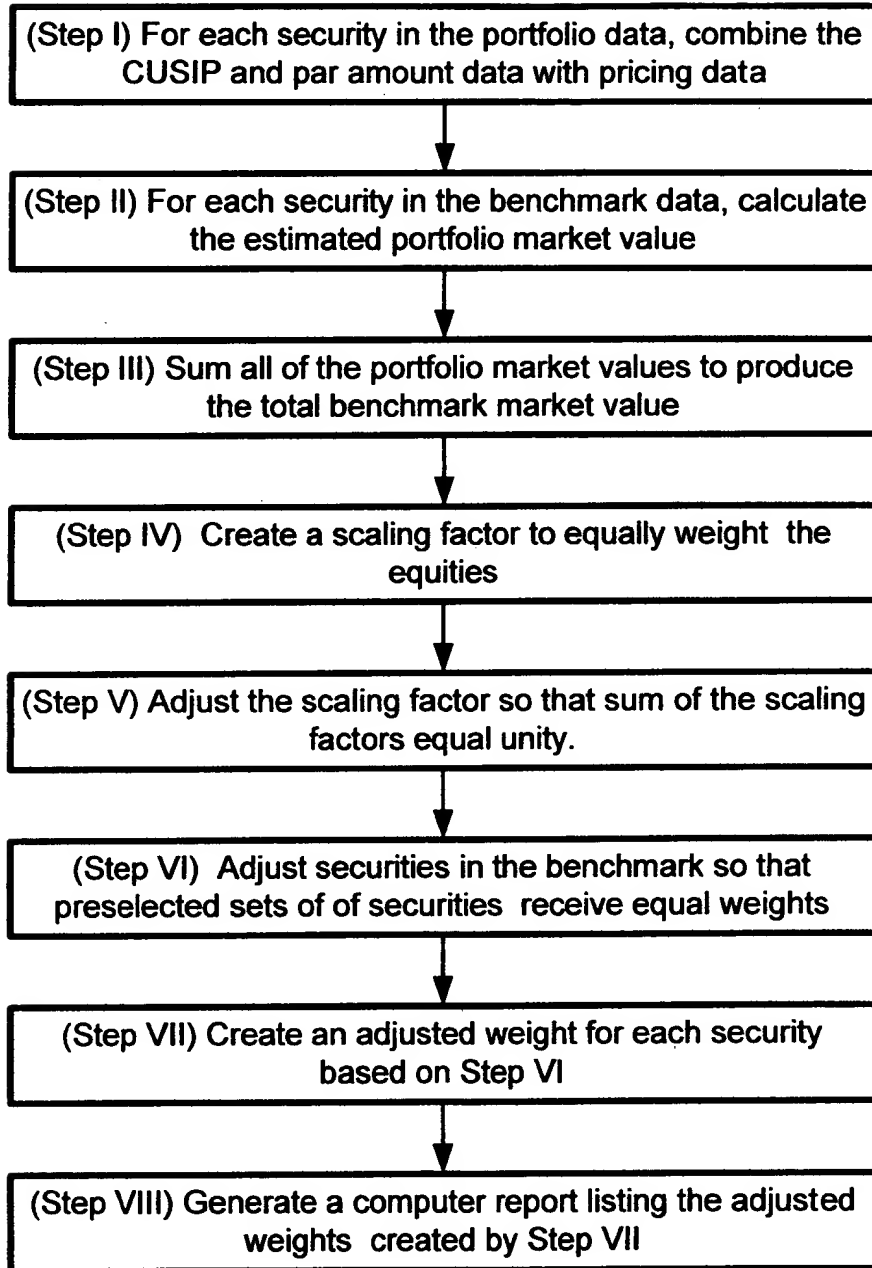 (Step I) For each security in the portfolio data, combine the
CUSIP and par amount data with pricing data
(Step II) For each security in the benchmark data, calculate
the estimated portfolio market value
(Step III) Sum all of the portfolio market values to produce
the total benchmark market value
(Step IV) Create a scaling factor to equally weight the
equities
(Step V) Adjust the scaling factor so that sum of the scaling
factors equal unity.
(Step VI) Adjust securities in the benchmark so that
preselected sets of of securities receive equal weights
(Step VII) Create an adjusted weight for each security
based on Step VI
(Step VIII) Generate a computer report listing the adjusted
weights created by Step VII